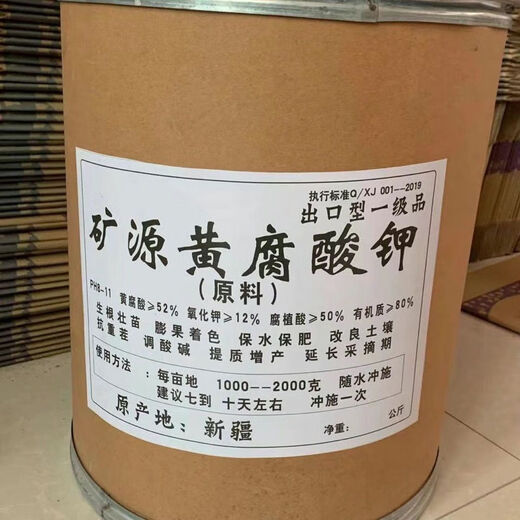 执行标准Q/XJ 001--2019
出口型一级品
矿源黄腐酸钾
(原料)
PH8-11 黄腐酸≥52% 氧化钾≥12% 腐植酸≥50% 有机质≥80%
生根壮苗 膨果着色 保水保肥 改良土壤
抗重茬 调酸碱 提质增产 延长采摘期
使用方法: 每亩地 1000--2000克 随水冲施
建议七到 十天左右 冲施一次
原产地:新疆 净重: 公斤